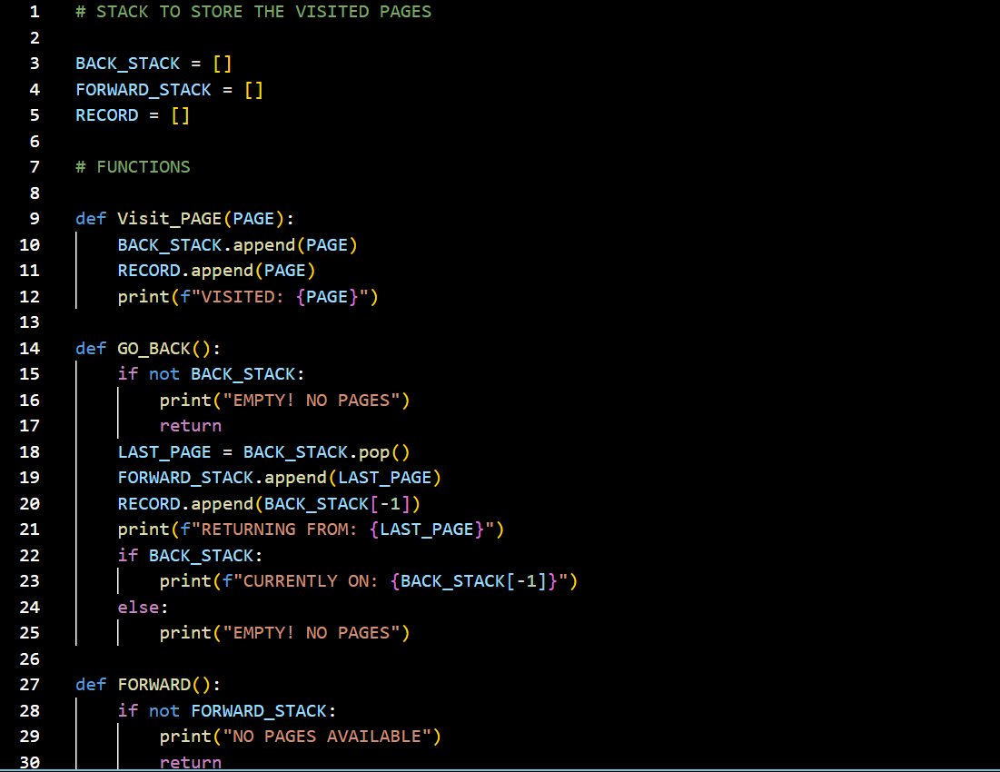 1 # STACK TO STORE THE VISITED PAGES
2
3 BACK_STACK = []
4 FORWARD_STACK = []
5 RECORD = []
6
7 # FUNCTIONS
8
9 def Visit_PAGE(PAGE):
10     BACK_STACK.append(PAGE)
11     RECORD.append(PAGE)
12     print(f"VISITED: {PAGE}")
13
14 def GO_BACK():
15     if not BACK_STACK:
16         print("EMPTY! NO PAGES")
17         return
18     LAST_PAGE = BACK_STACK.pop()
19     FORWARD_STACK.append(LAST_PAGE)
20     RECORD.append(BACK_STACK[-1])
21     print(f"RETURNING FROM: {LAST_PAGE}")
22     if BACK_STACK:
23         print(f"CURRENTLY ON: {BACK_STACK[-1]}")
24     else:
25         print("EMPTY! NO PAGES")
26
27 def FORWARD():
28     if not FORWARD_STACK:
29         print("NO PAGES AVAILABLE")
30         return